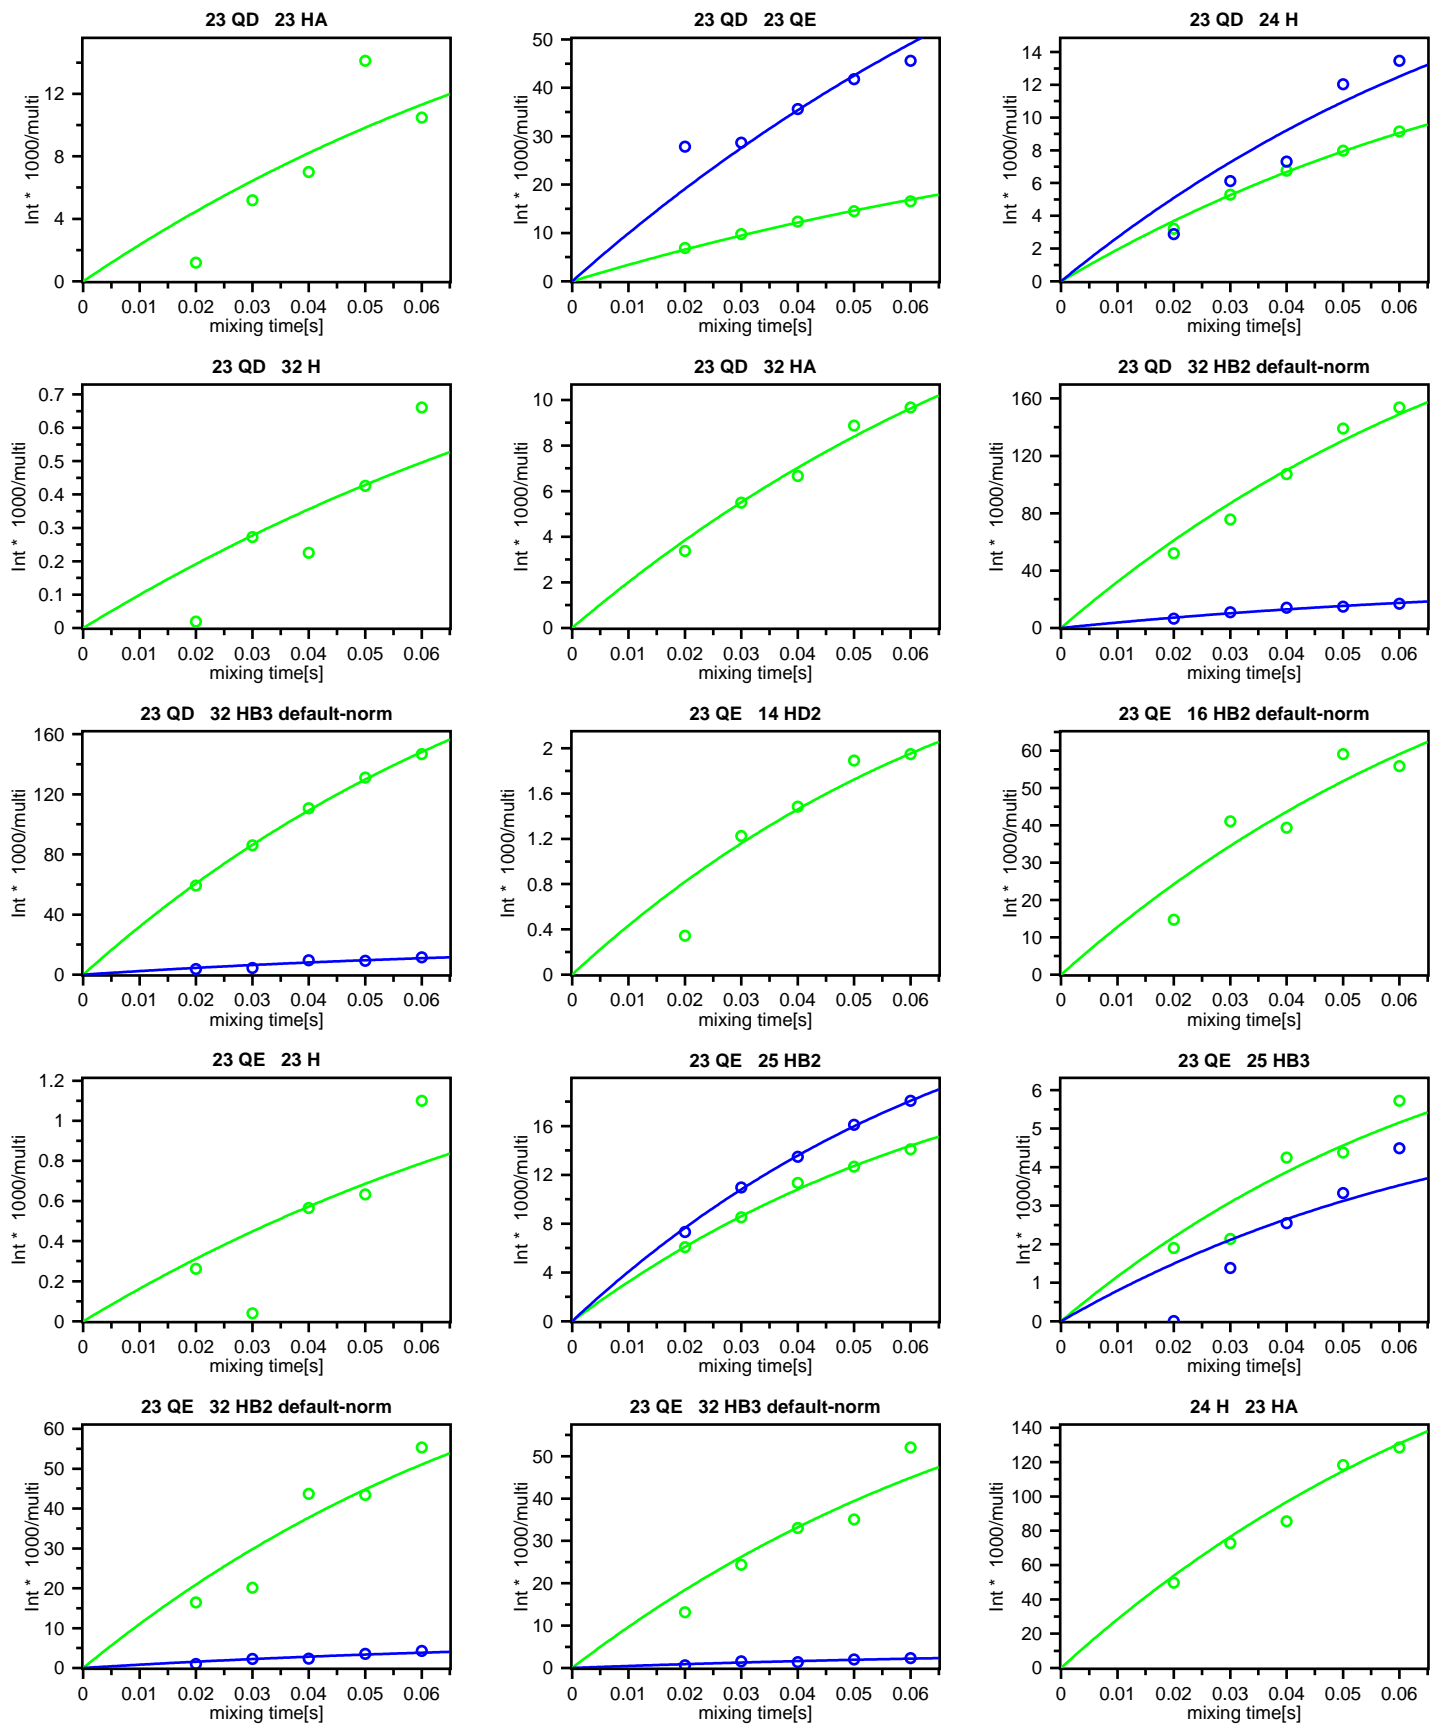 23 QD 23 HA
12
8
4
0
Int * 1000/multi
0 0.01 0.02 0.03 0.04 0.05 0.06
mixing time[s]
23 QD 23 QE
50
40
30
20
10
0
Int * 1000/multi
0 0.01 0.02 0.03 0.04 0.05 0.06
mixing time[s]
23 QD 24 H
14
12
10
8
6
4
2
0
Int * 1000/multi
0 0.01 0.02 0.03 0.04 0.05 0.06
mixing time[s]
23 QD 32 H
0.7
0.6
0.5
0.4
0.3
0.2
0.1
0
Int * 1000/multi
0 0.01 0.02 0.03 0.04 0.05 0.06
mixing time[s]
23 QD 32 HA
10
8
6
4
2
0
Int * 1000/multi
0 0.01 0.02 0.03 0.04 0.05 0.06
mixing time[s]
23 QD 32 HB2 default-norm
160
120
80
40
0
Int * 1000/multi
0 0.01 0.02 0.03 0.04 0.05 0.06
mixing time[s]
23 QD 32 HB3 default-norm
160
120
80
40
0
Int * 1000/multi
0 0.01 0.02 0.03 0.04 0.05 0.06
mixing time[s]
23 QE 14 HD2
2
1.6
1.2
0.8
0.4
0
Int * 1000/multi
0 0.01 0.02 0.03 0.04 0.05 0.06
mixing time[s]
23 QE 16 HB2 default-norm
60
50
40
30
20
10
0
Int * 1000/multi
0 0.01 0.02 0.03 0.04 0.05 0.06
mixing time[s]
23 QE 23 H
1.2
1
0.8
0.6
0.4
0.2
0
Int * 1000/multi
0 0.01 0.02 0.03 0.04 0.05 0.06
mixing time[s]
23 QE 25 HB2
16
12
8
4
0
Int * 1000/multi
0 0.01 0.02 0.03 0.04 0.05 0.06
mixing time[s]
23 QE 25 HB3
6
5
4
3
2
1
0
Int * 1000/multi
0 0.01 0.02 0.03 0.04 0.05 0.06
mixing time[s]
23 QE 32 HB2 default-norm
60
50
40
30
20
10
0
Int * 1000/multi
0 0.01 0.02 0.03 0.04 0.05 0.06
mixing time[s]
23 QE 32 HB3 default-norm
50
40
30
20
10
0
Int * 1000/multi
0 0.01 0.02 0.03 0.04 0.05 0.06
mixing time[s]
24 H 23 HA
140
120
100
80
60
40
20
0
Int * 1000/multi
0 0.01 0.02 0.03 0.04 0.05 0.06
mixing time[s]